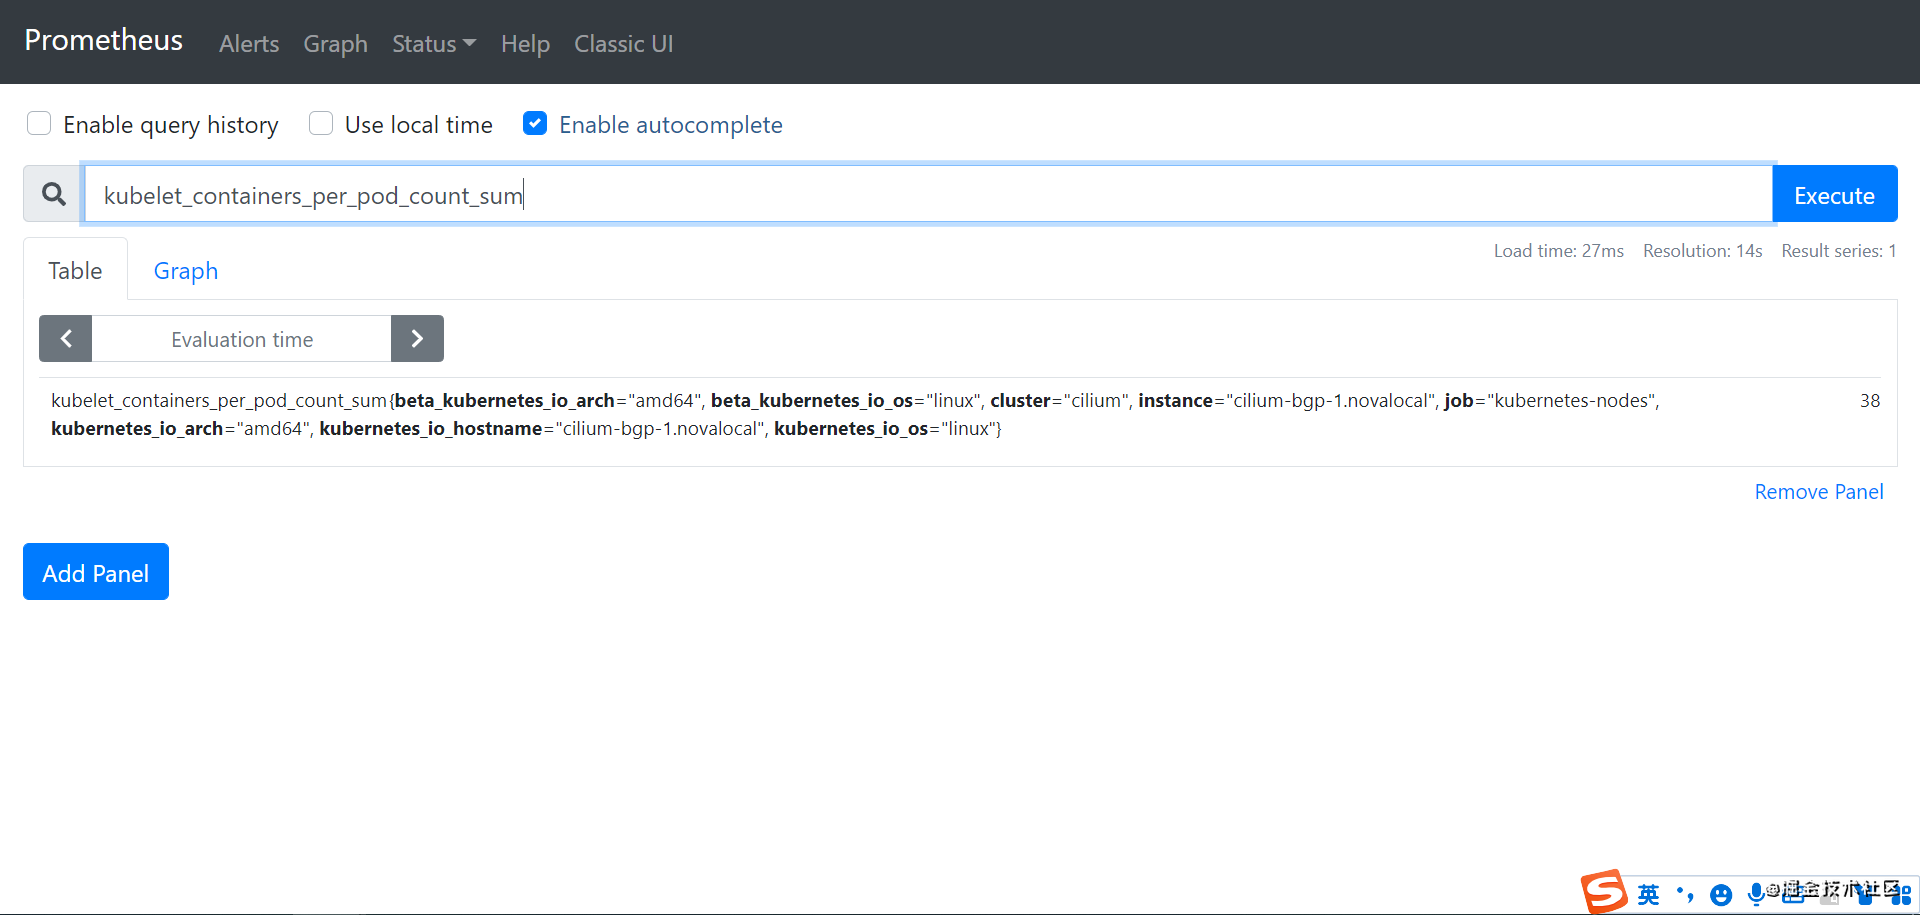 Prometheus Alerts Graph Status Help Classic UI
Enable query history Use local time Enable autocomplete
kubelet_containers_per_pod_count_sum Execute
Load time: 27ms Resolution: 14s Result series: 1
Table Graph
Evaluation time
kubelet_containers_per_pod_count_sum{beta_kubernetes_io_arch="amd64", beta_kubernetes_io_os="linux", cluster="cilium", instance="cilium-bgp-1.novalocal", job="kubernetes-nodes", 38
kubernetes_io_arch="amd64", kubernetes_io_hostname="cilium-bgp-1.novalocal", kubernetes_io_os="linux"}
Remove Panel
Add Panel
英 @掘金技术社区